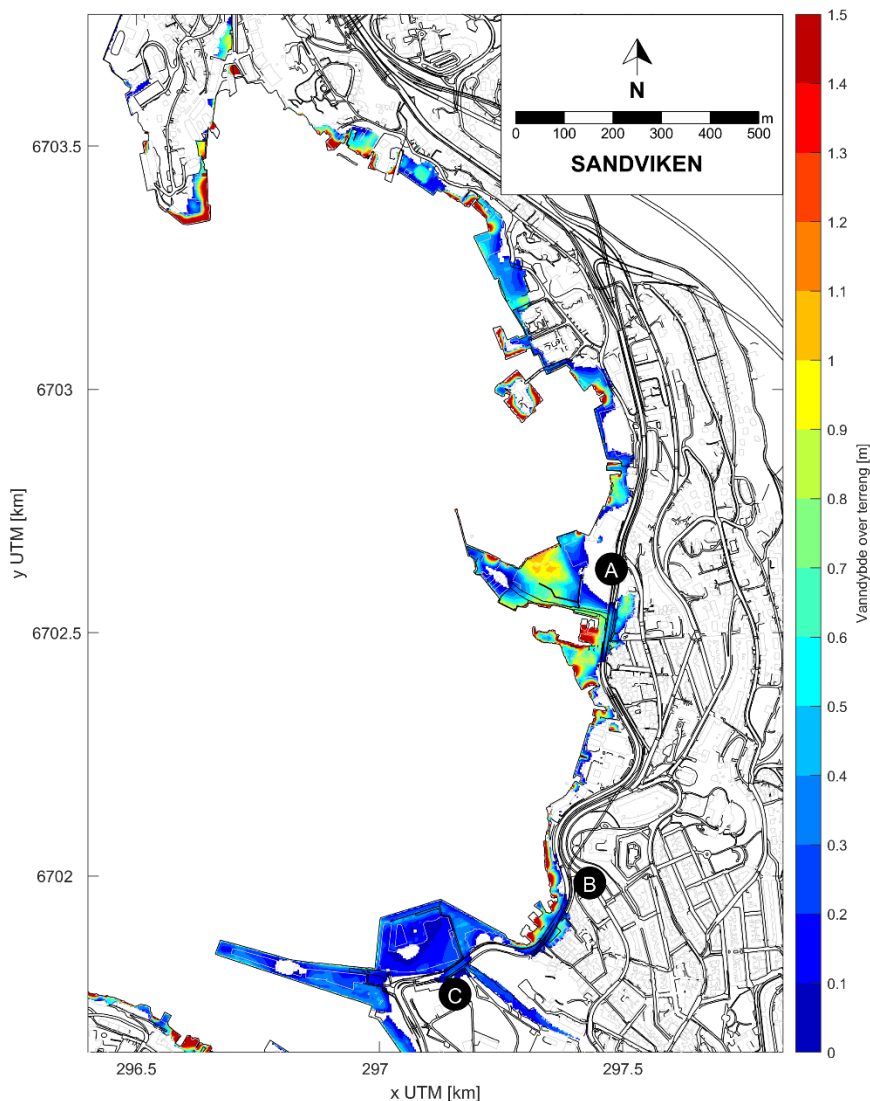 N
m
0 100 200 300 400 500
SANDVIKEN
6703.5
6703
6702.5
6702
y UTM [km]
296.5 297 297.5
x UTM [km]
A
B
C
1.5
1.4
1.3
1.2
1.1
1
0.9
0.8
0.7
0.6
0.5
0.4
0.3
0.2
0.1
0
Vanndybde over terreng [m]